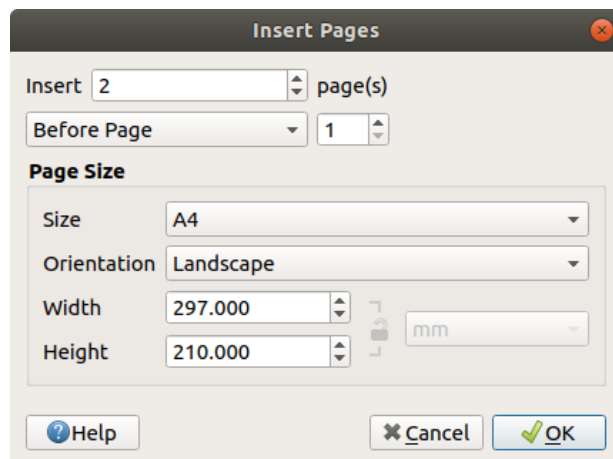 Insert Pages
Insert 2 page(s)
Before Page 1
Page Size
Size A4
Orientation Landscape
Width 297.000
mm
Height 210.000
Help Cancel OK